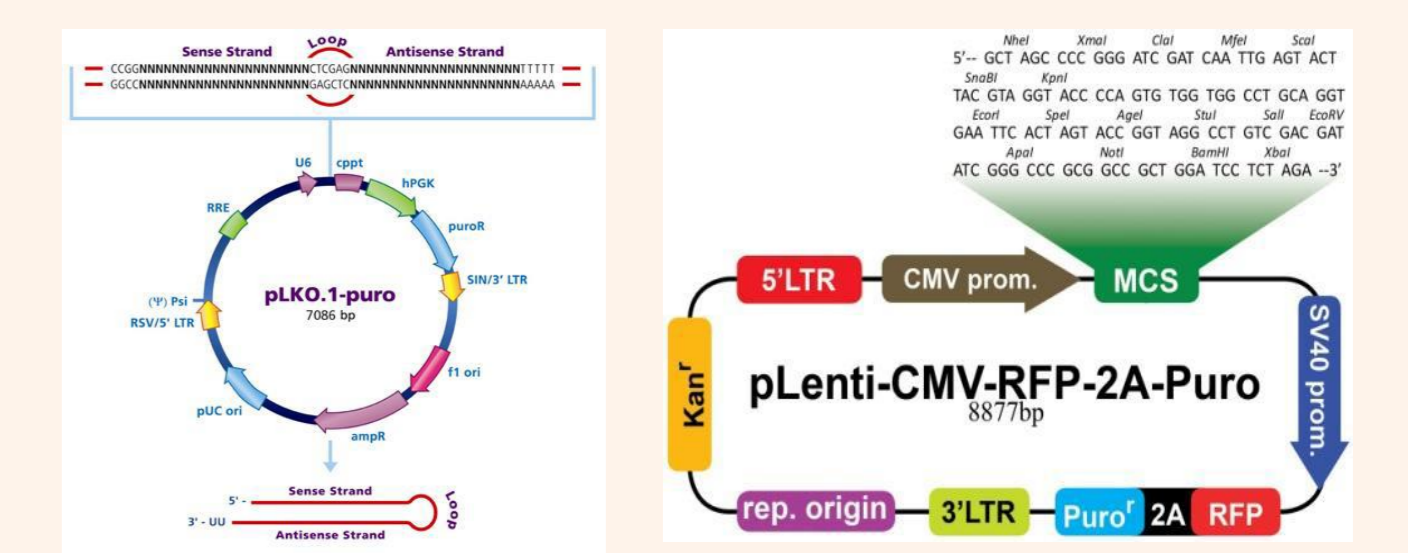 Sense Strand Loop Antisense Strand
CCGGNNNNNNNNNNNNNNNNNNNNNCTCGAGNNNNNNNNNNNNNNNNNNNNNTTTTT
GGCCNNNNNNNNNNNNNNNNNNNNNGAGCTCNNNNNNNNNNNNNNNNNNNNNAAAAA
U6
cppt
hPGK
puroR
SIN/3' LTR
f1 ori
ampR
pUC ori
RSV/5' LTR
(Ψ) Psi
RRE
pLKO.1-puro
7086 bp
Sense Strand
5' -
Loop
3' - UU
Antisense Strand
NheI XmaI ClaI MfeI ScaI
5'-- GCT AGC CCC GGG ATC GAT CAA TTG AGT ACT
SnaBI KpnI
TAC GTA GGT ACC CCA GTG TGG TGG CCT GCA GGT
EcorI SpeI AgeI StuI SalI EcoRV
GAA TTC ACT AGT ACC GGT AGG CCT GTC GAC GAT
ApaI NotI BamHI XbaI
ATC GGG CCC GCG GCC GCT GGA TCC TCT AGA --3'
5'LTR
CMV prom.
MCS
SV40 prom.
Kanr
pLenti-CMV-RFP-2A-Puro
8877bp
rep. origin
3'LTR
Puror
2A
RFP